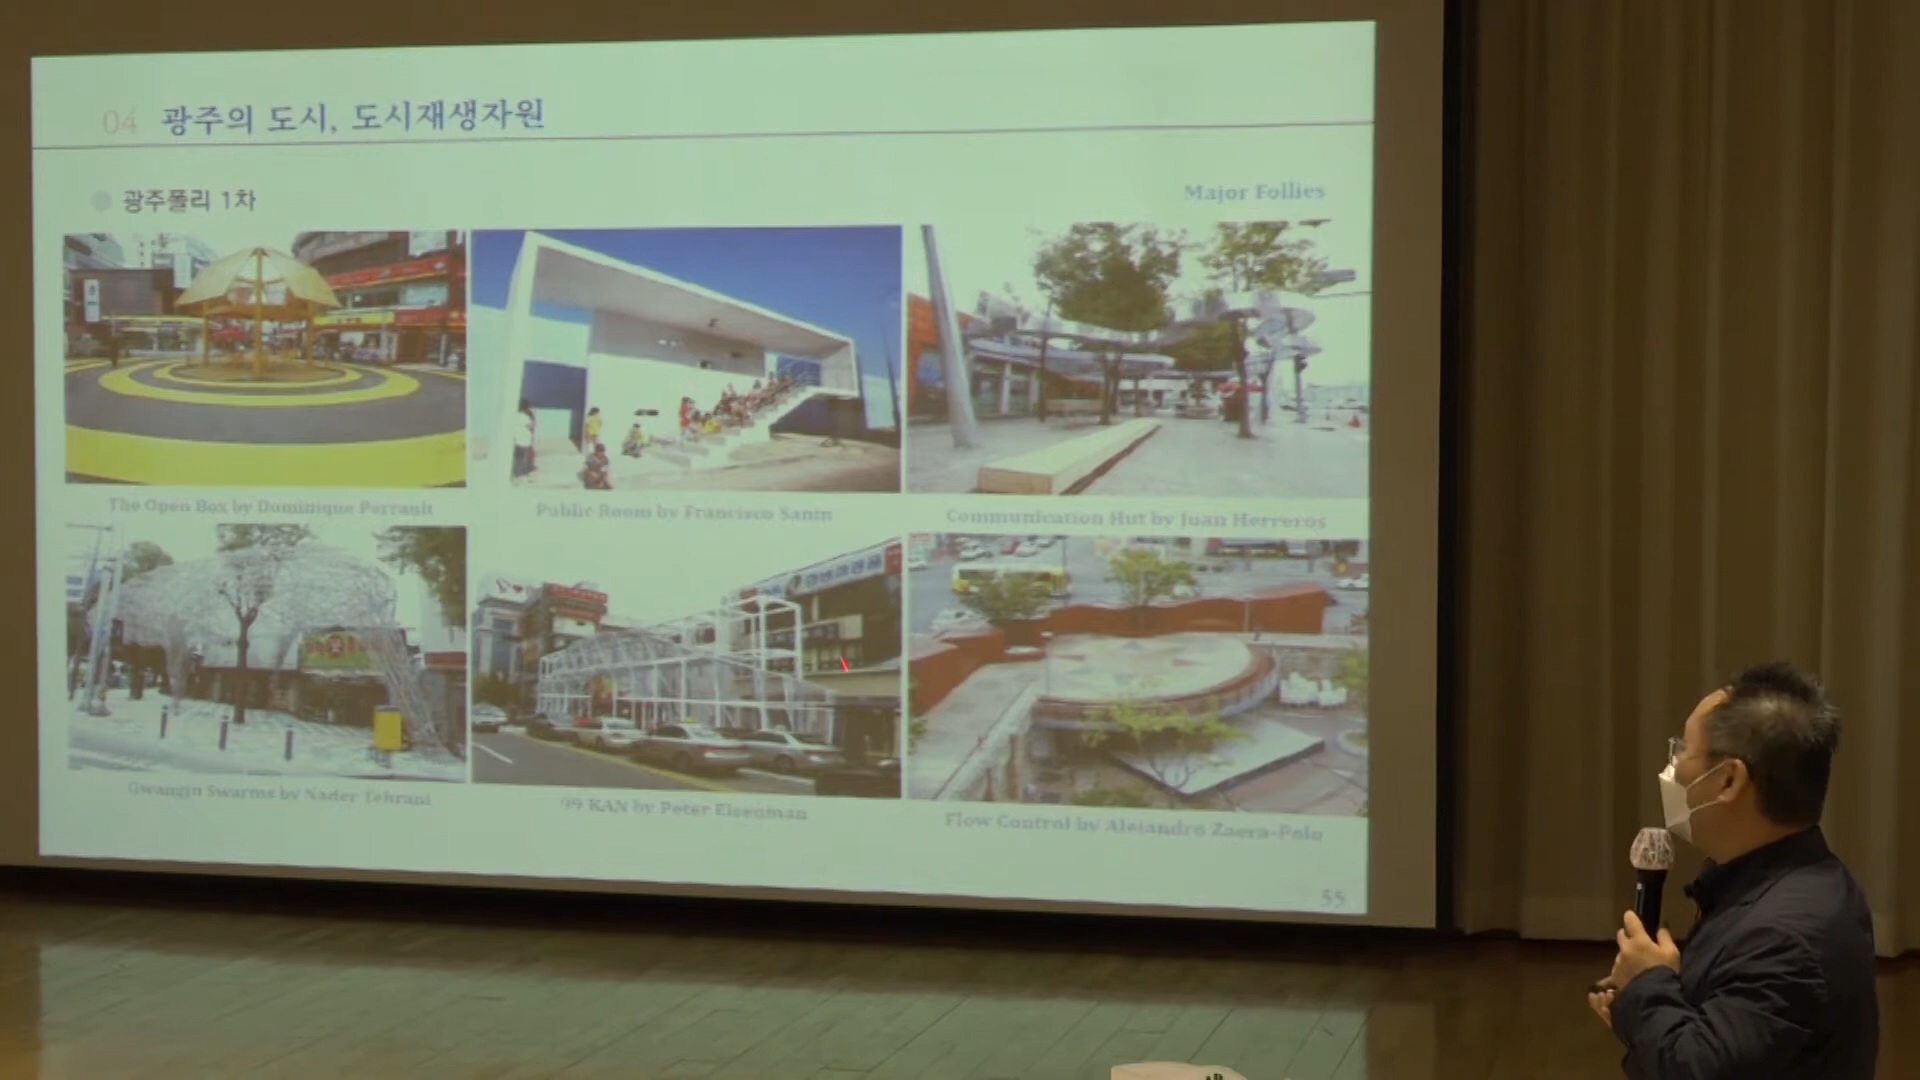 04 광주의 도시, 도시재생자원
광주폴리 1차
Major Follies
The Open Box by Dominique Perrault
Public Room by Francisco Sanin
Communication Hut by Juan Herreros
Gwangju Swarms by Nader Tehrani
99 KAN by Peter Eisenman
Flow Control by Alejandro Zaera-Polo
55